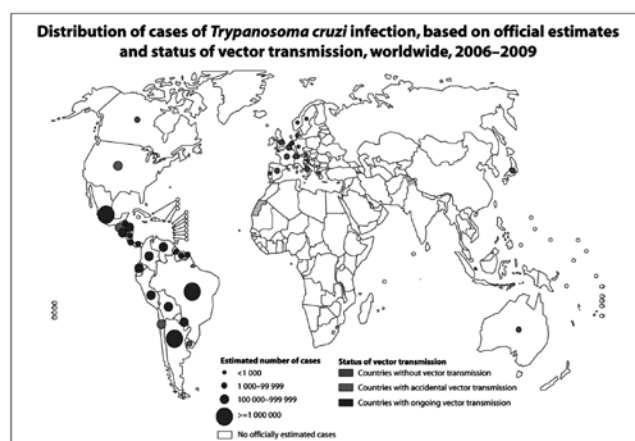 Distribution of cases of Trypanosoma cruzi infection, based on official estimates
and status of vector transmission, worldwide, 2006–2009
Estimated number of cases
<1 000
1 000–99 999
100 000–999 999
>=1 000 000
No officially estimated cases
Status of vector transmission
Countries without vector transmission
Countries with accidental vector transmission
Countries with ongoing vector transmission